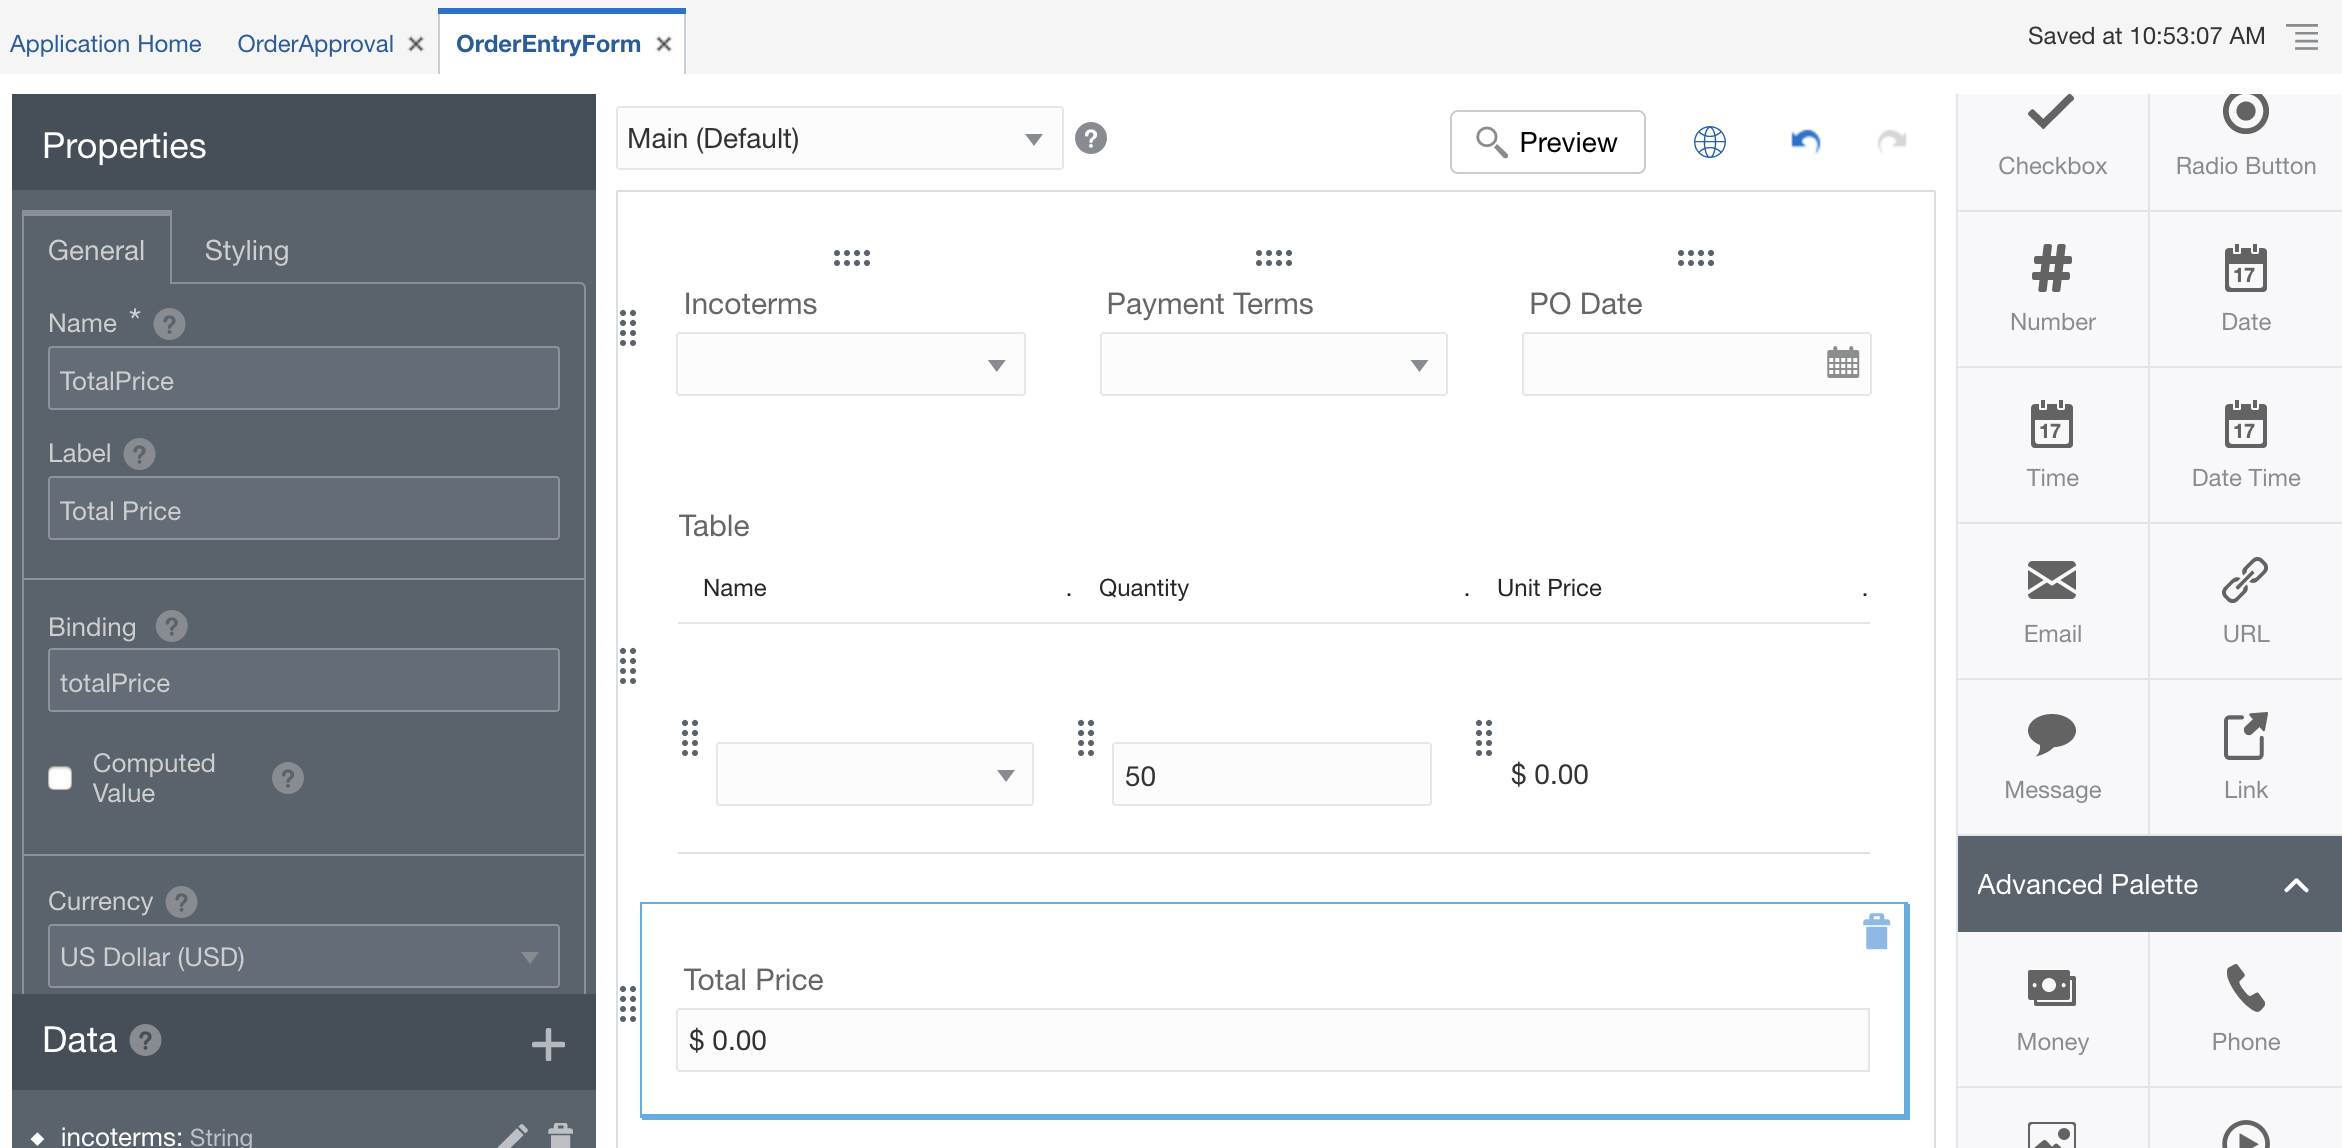 Application Home
OrderApproval
OrderEntryForm
Saved at 10:53:07 AM
Properties
General
Styling
Name *
TotalPrice
Label
Total Price
Binding
totalPrice
Computed
Value
Currency
US Dollar (USD)
Data
incoterms: String
Main (Default)
Preview
Incoterms
Payment Terms
PO Date
Table
Name . Quantity . Unit Price .
50
$ 0.00
Total Price
$ 0.00
Checkbox
Radio Button
Number
17
Date
17
Time
17
Date Time
Email
URL
Message
Link
Advanced Palette
Money
Phone